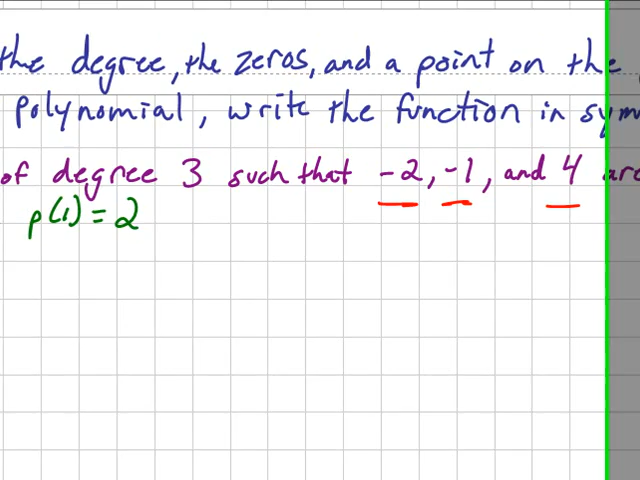 the degree, the zeros, and a point on the
polynomial, write the function in sym
of degree 3 such that -2, -1, and 4 are
p(1) = 2